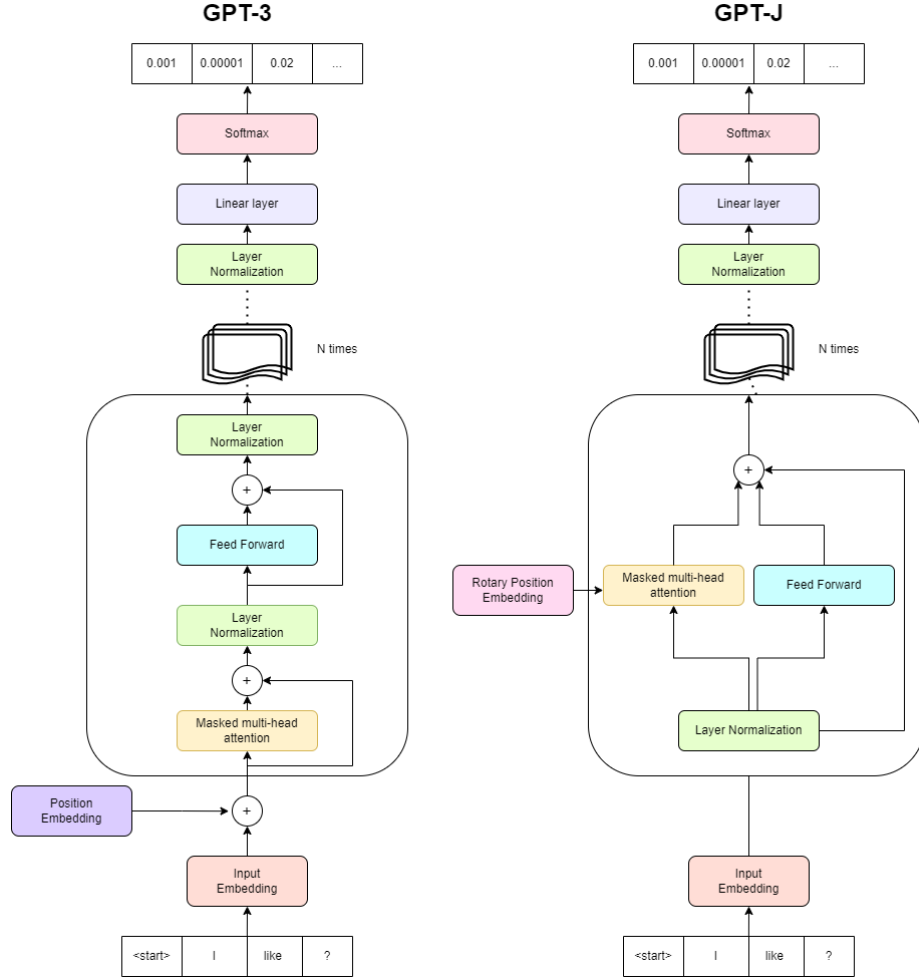 GPT-3
0.001 0.00001 0.02 ...
Softmax
Linear layer
Layer
Normalization
N times
Layer
Normalization
Feed Forward
Layer
Normalization
Masked multi-head
attention
Position
Embedding
Input
Embedding
<start> I like ?
GPT-J
0.001 0.00001 0.02 ...
Softmax
Linear layer
Layer
Normalization
N times
Rotary Position
Embedding
Masked multi-head
attention
Feed Forward
Layer Normalization
Input
Embedding
<start> I like ?